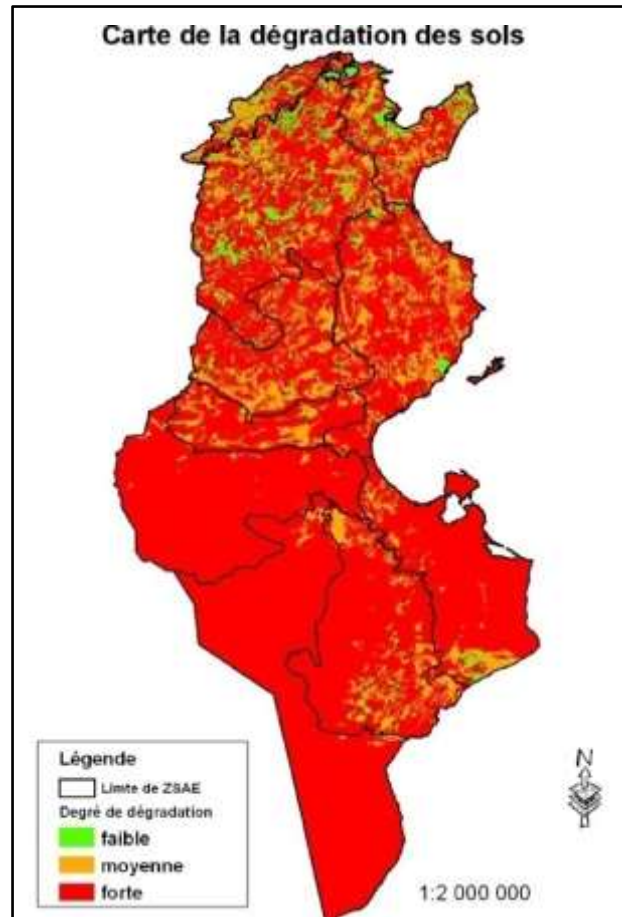 Carte de la dégradation des sols
Légende
Limte de ZSAE
Degré de dégradation
faible
moyenne
forte
N
1:2 000 000